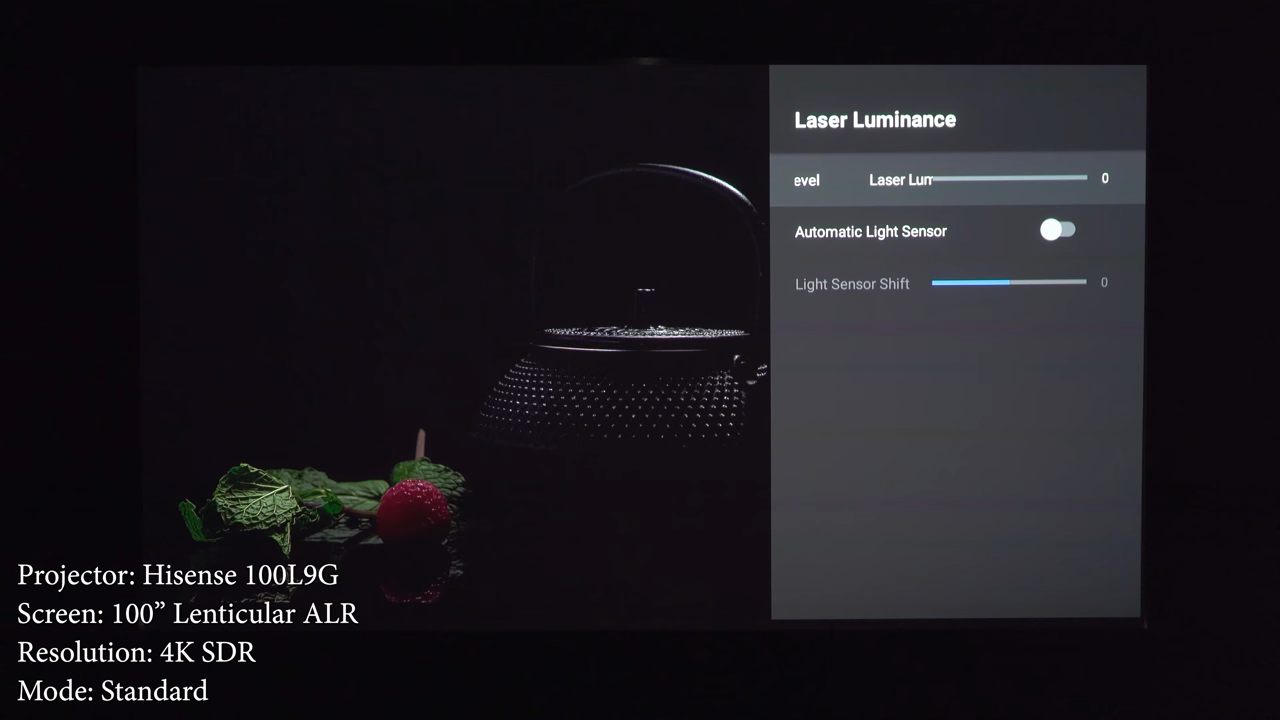 Laser Luminance
evel Laser Lum 0
Automatic Light Sensor
Light Sensor Shift 0
Projector: Hisense 100L9G
Screen: 100” Lenticular ALR
Resolution: 4K SDR
Mode: Standard